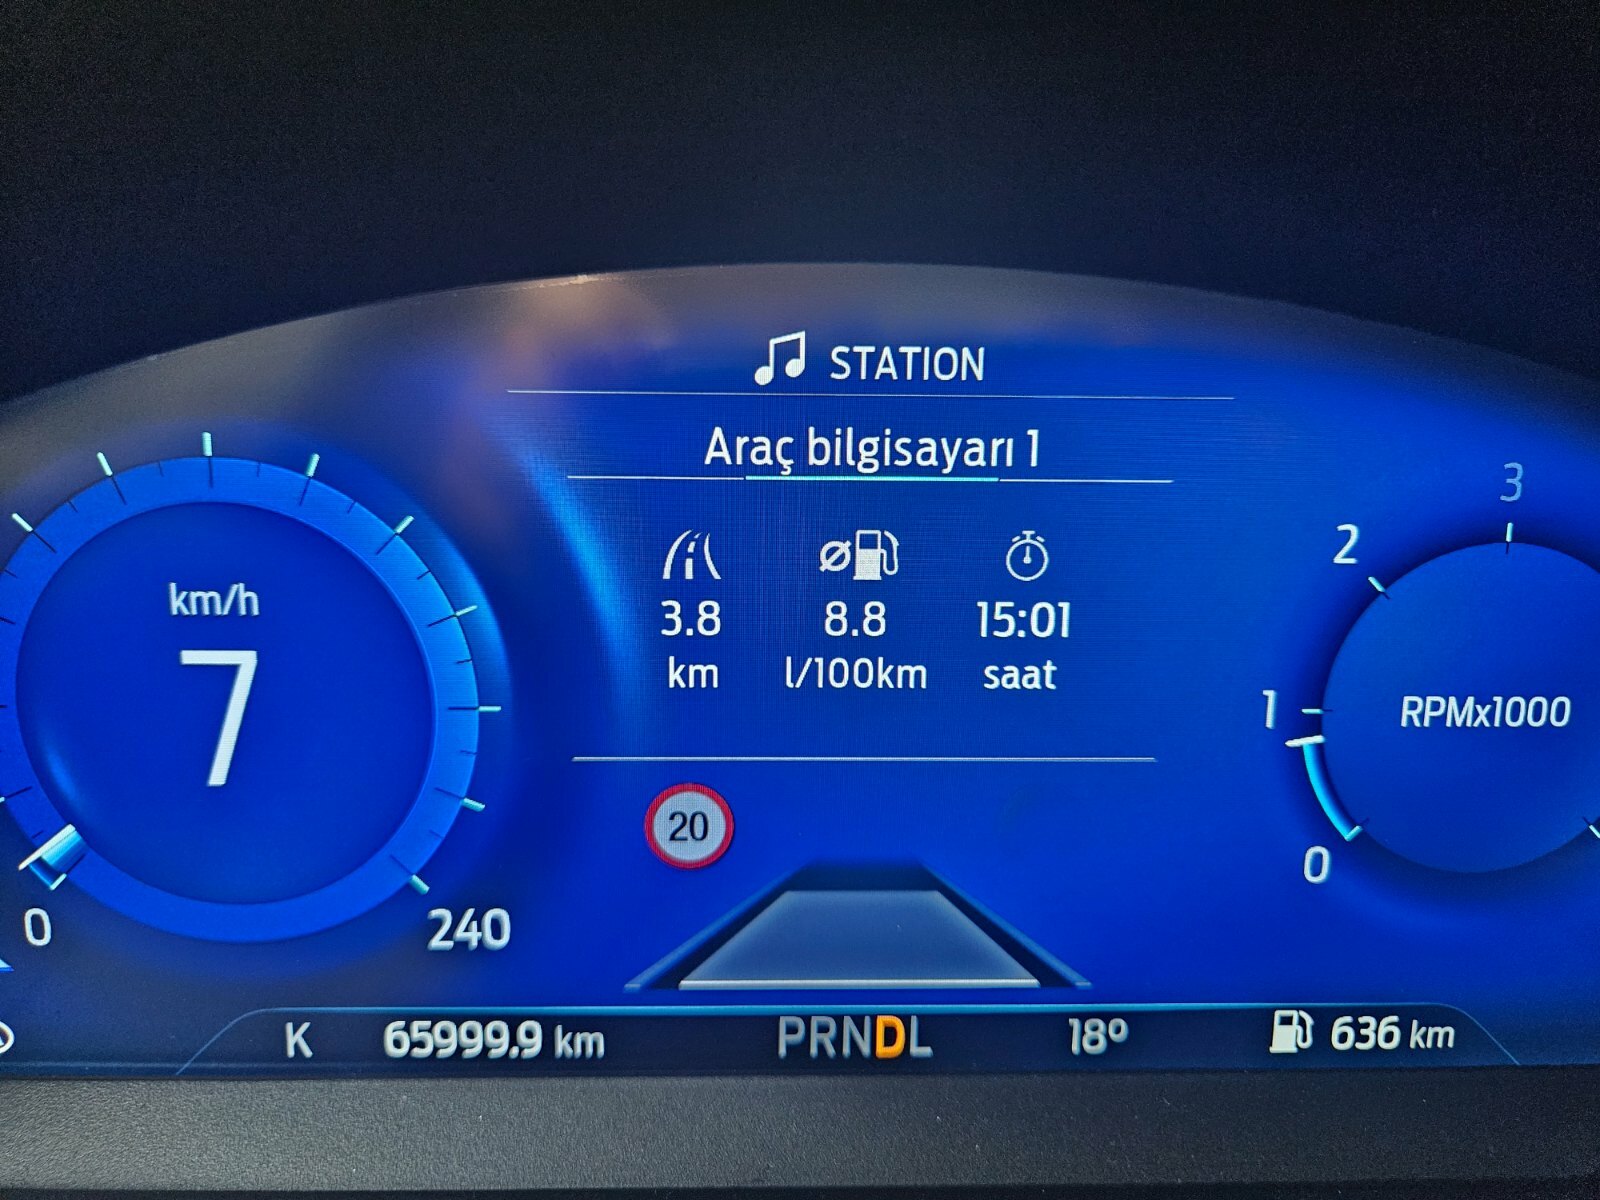 STATION
Araç bilgisayarı 1
3.8 8.8 15:01
km l/100km saat
km/h
7
0
240
20
3
2
1
0
RPMx1000
K 65999.9 km PRNDL 18º 636 km